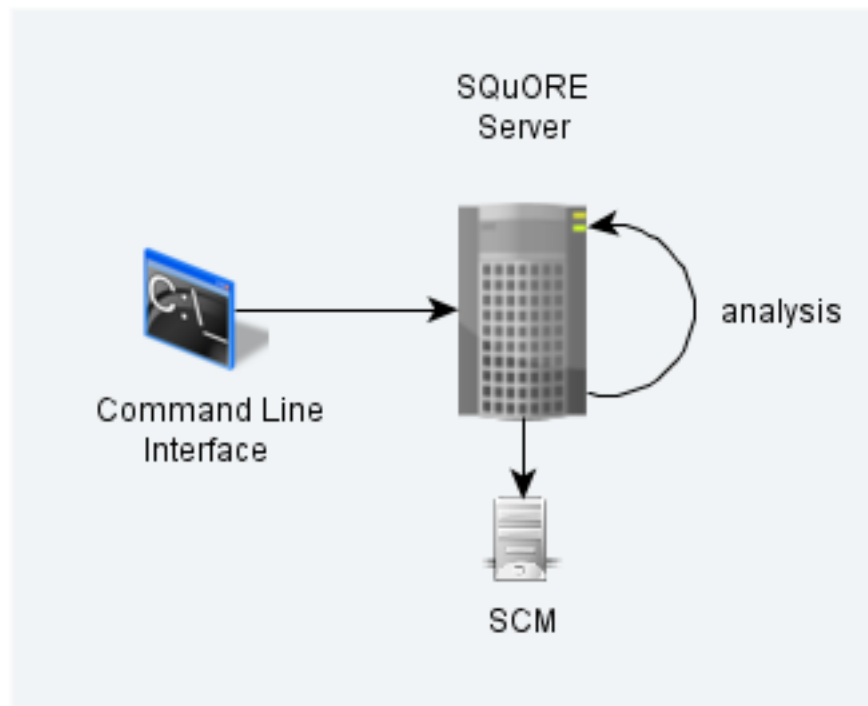 SQuORE
Server
C:\_
analysis
Command Line
Interface
SCM